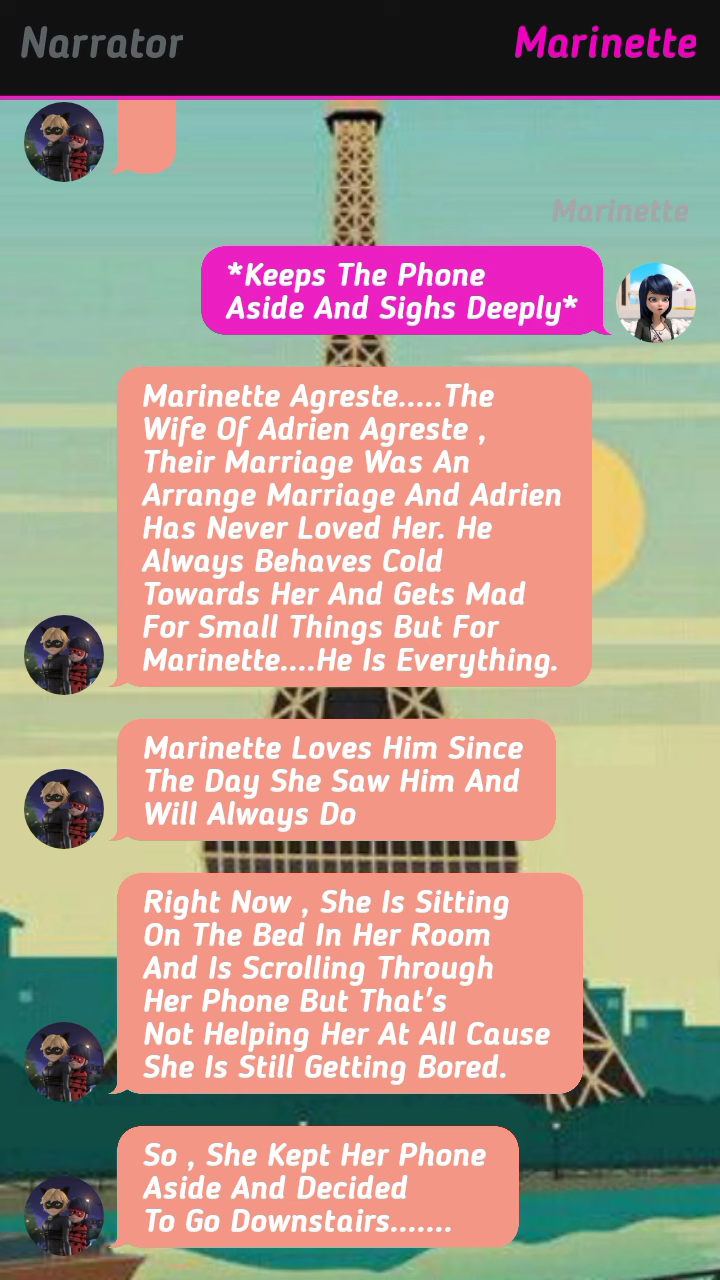 Narrator
Marinette
Marinette
*Keeps The Phone
Aside And Sighs Deeply*
Marinette Agreste.....The
Wife Of Adrien Agreste ,
Their Marriage Was An
Arrange Marriage And Adrien
Has Never Loved Her. He
Always Behaves Cold
Towards Her And Gets Mad
For Small Things But For
Marinette....He Is Everything.
Marinette Loves Him Since
The Day She Saw Him And
Will Always Do
Right Now , She Is Sitting
On The Bed In Her Room
And Is Scrolling Through
Her Phone But That's
Not Helping Her At All Cause
She Is Still Getting Bored.
So , She Kept Her Phone
Aside And Decided
To Go Downstairs.......